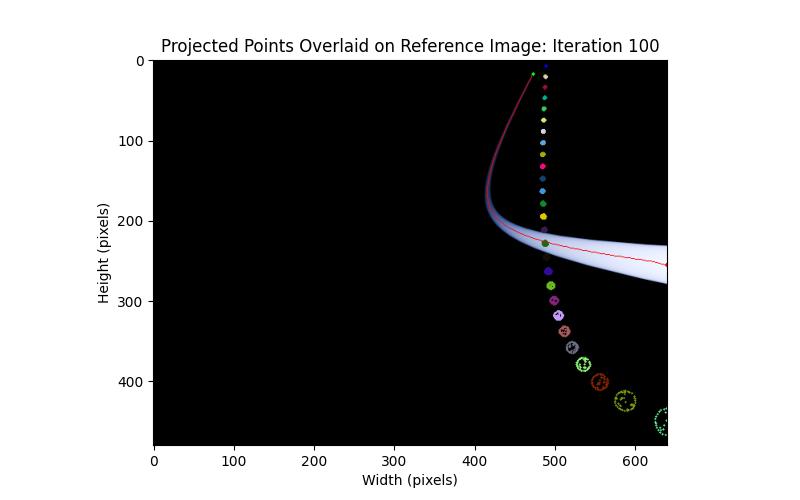 Projected Points Overlaid on Reference Image: Iteration 100
0
100
200
300
400
Height (pixels)
0 100 200 300 400 500 600
Width (pixels)